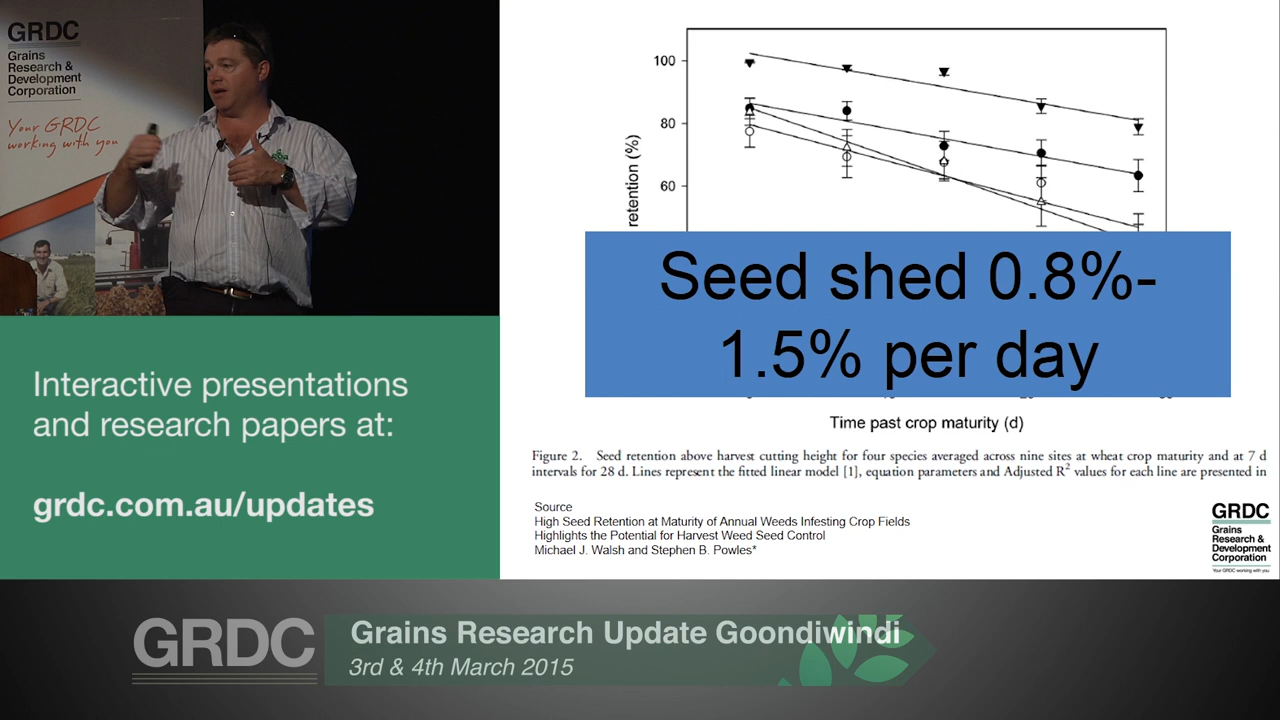 GRDC
Grains
Research &
Development
Corporation
Your GRDC
working with you
Interactive presentations
and research papers at:
grdc.com.au/updates
100
80
60
retention (%)
Seed shed 0.8%-
1.5% per day
Time past crop maturity (d)
Figure 2. Seed retention above harvest cutting height for four species averaged across nine sites at wheat crop maturity and at 7 d
intervals for 28 d. Lines represent the fitted linear model [1], equation parameters and Adjusted R² values for each line are presented in
Source
High Seed Retention at Maturity of Annual Weeds Infesting Crop Fields
Highlights the Potential for Harvest Weed Seed Control
Michael J. Walsh and Stephen B. Powles*
GRDC
Grains
Research &
Development
Corporation
Your GRDC working with you
GRDC
Grains Research Update Goondiwindi
3rd & 4th March 2015